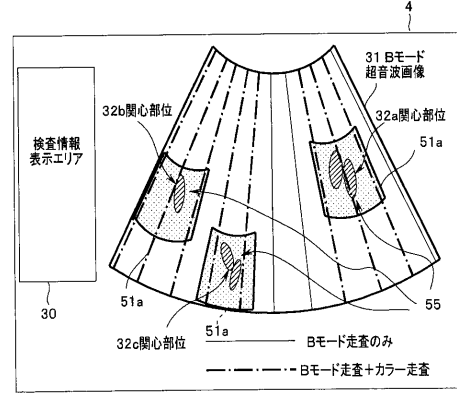 4
31 Bモード
超音波画像
32b関心部位
32a関心部位
51a
検査情報
表示エリア
51a
55
30
32c関心部位
51a
Bモード走査のみ
Bモード走査+カラー走査